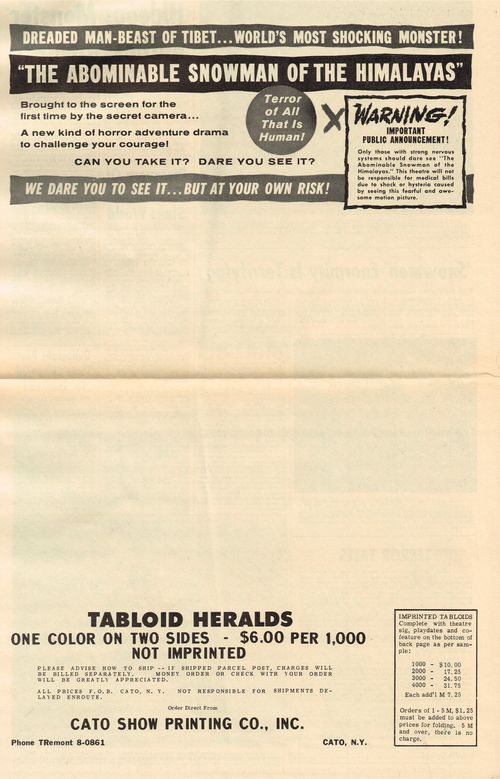 DREADED MAN-BEAST OF TIBET...WORLD'S MOST SHOCKING MONSTER!
"THE ABOMINABLE SNOWMAN OF THE HIMALAYAS"
Brought to the screen for the
first time by the secret camera...
A new kind of horror adventure drama
to challenge your courage!
CAN YOU TAKE IT? DARE YOU SEE IT?
Terror
of All
That Is
Human!
X
WARNING!
IMPORTANT
PUBLIC ANNOUNCEMENT!
Only those with strong nervous
systems should dare see "The
Abominable Snowman of the
Himalayas." This theatre will not
be responsible for medical bills
due to shock or hysteria caused
by seeing this fearful and awe-
some motion picture.
WE DARE YOU TO SEE IT...BUT AT YOUR OWN RISK!
TABLOID HERALDS
ONE COLOR ON TWO SIDES - $6.00 PER 1,000
NOT IMPRINTED
PLEASE ADVISE HOW TO SHIP -- IF SHIPPED PARCEL POST, CHARGES WILL
BE BILLED SEPARATELY. MONEY ORDER OR CHECK WITH YOUR ORDER
WILL BE GREATLY APPRECIATED.
ALL PRICES F.O.B. CATO, N.Y. NOT RESPONSIBLE FOR SHIPMENTS DE-
LAYED ENROUTE.
Order Direct From
CATO SHOW PRINTING CO., INC.
Phone TRemont 8-0861
CATO, N.Y.
IMPRINTED TABLOIDS
Complete with theatre
sig, playdates and co-
feature on the bottom of
back page as per sam-
ple:
1000 - $10.00
2000 - 17.25
3000 - 24.50
4000 - 31.75
Each add'l M 7.25
Orders of 1-5 M, $1.25
must be added to above
prices for folding. 5 M
and over, there is no
charge.